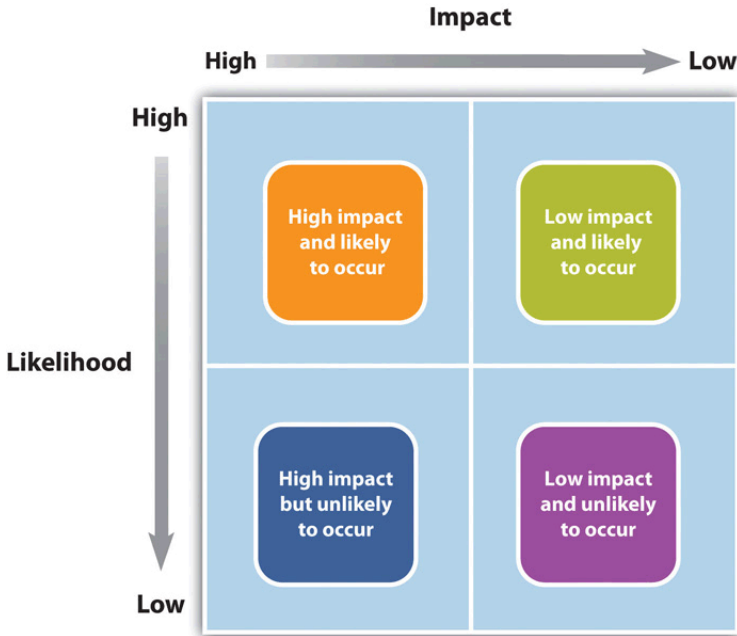 Impact
High
Low
High
High impact
and likely
to occur
Low impact
and likely
to occur
Likelihood
High impact
but unlikely
to occur
Low impact
and unlikely
to occur
Low